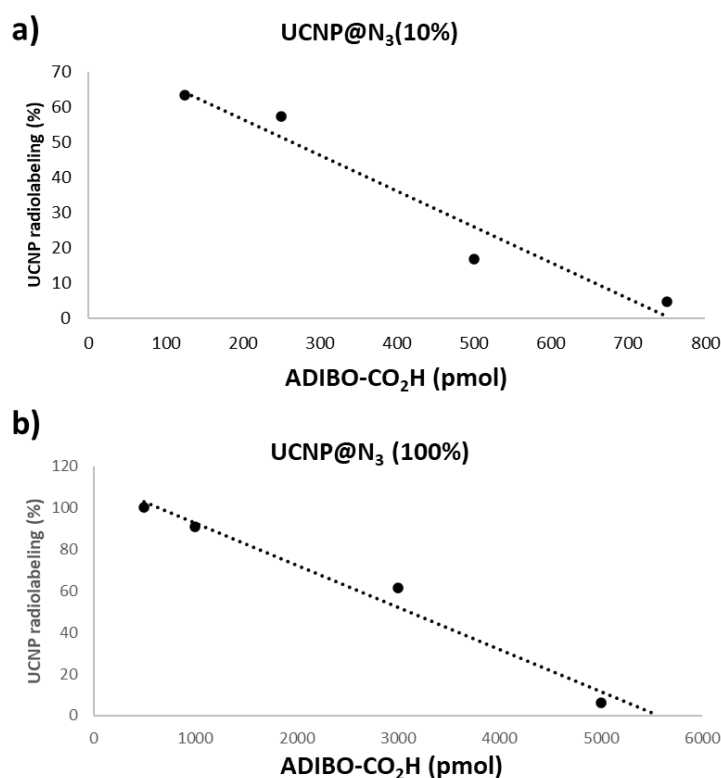 a)
UCNP@N₃(10%)
UCNP radiolabeling (%)
70
60
50
40
30
20
10
0
0 100 200 300 400 500 600 700 800
ADIBO-CO₂H (pmol)
b)
UCNP@N₃ (100%)
UCNP radiolabeling (%)
120
100
80
60
40
20
0
0 1000 2000 3000 4000 5000 6000
ADIBO-CO₂H (pmol)